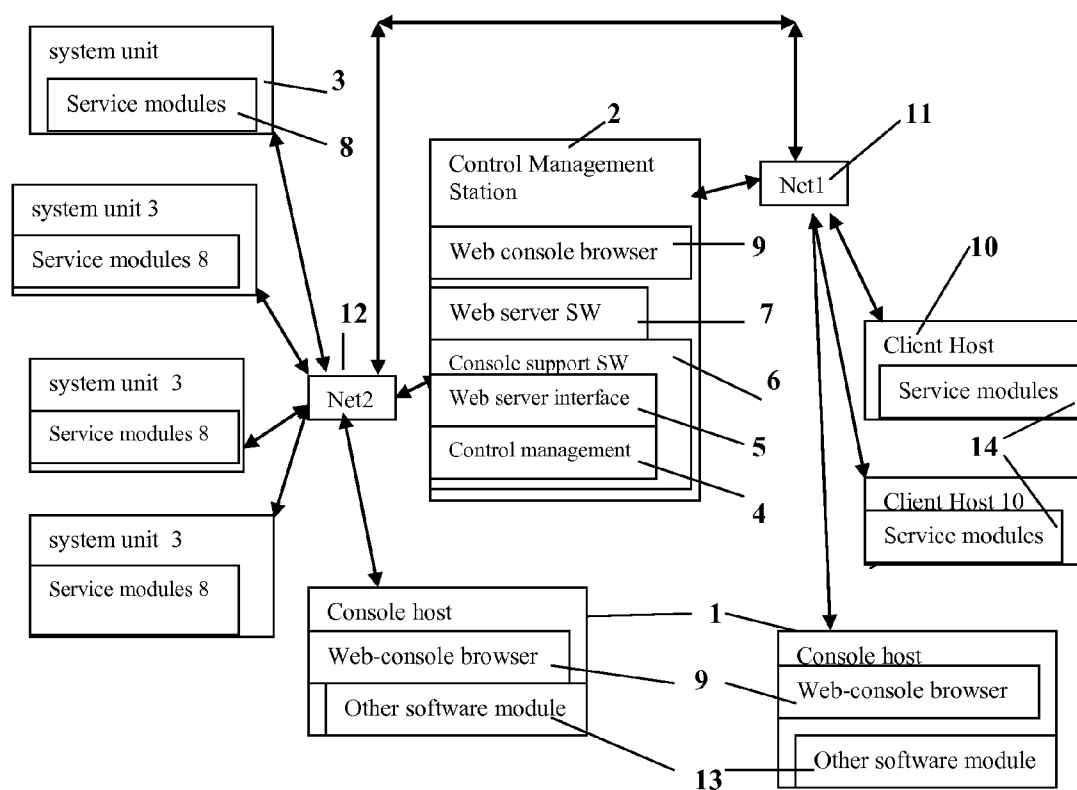 system unit
3
Service modules
8
2
11
Control Management
Station
Net1
system unit 3
Service modules 8
Web console browser
9
10
12
Web server SW
7
Client Host
system unit 3
Console support SW
6
Service modules
Net2
Web server interface
Service modules 8
5
Control management
14
4
Client Host 10
Service modules
system unit 3
Service modules 8
Console host
1
Web-console browser
Console host
9
Web-console browser
Other software module
13
Other software module